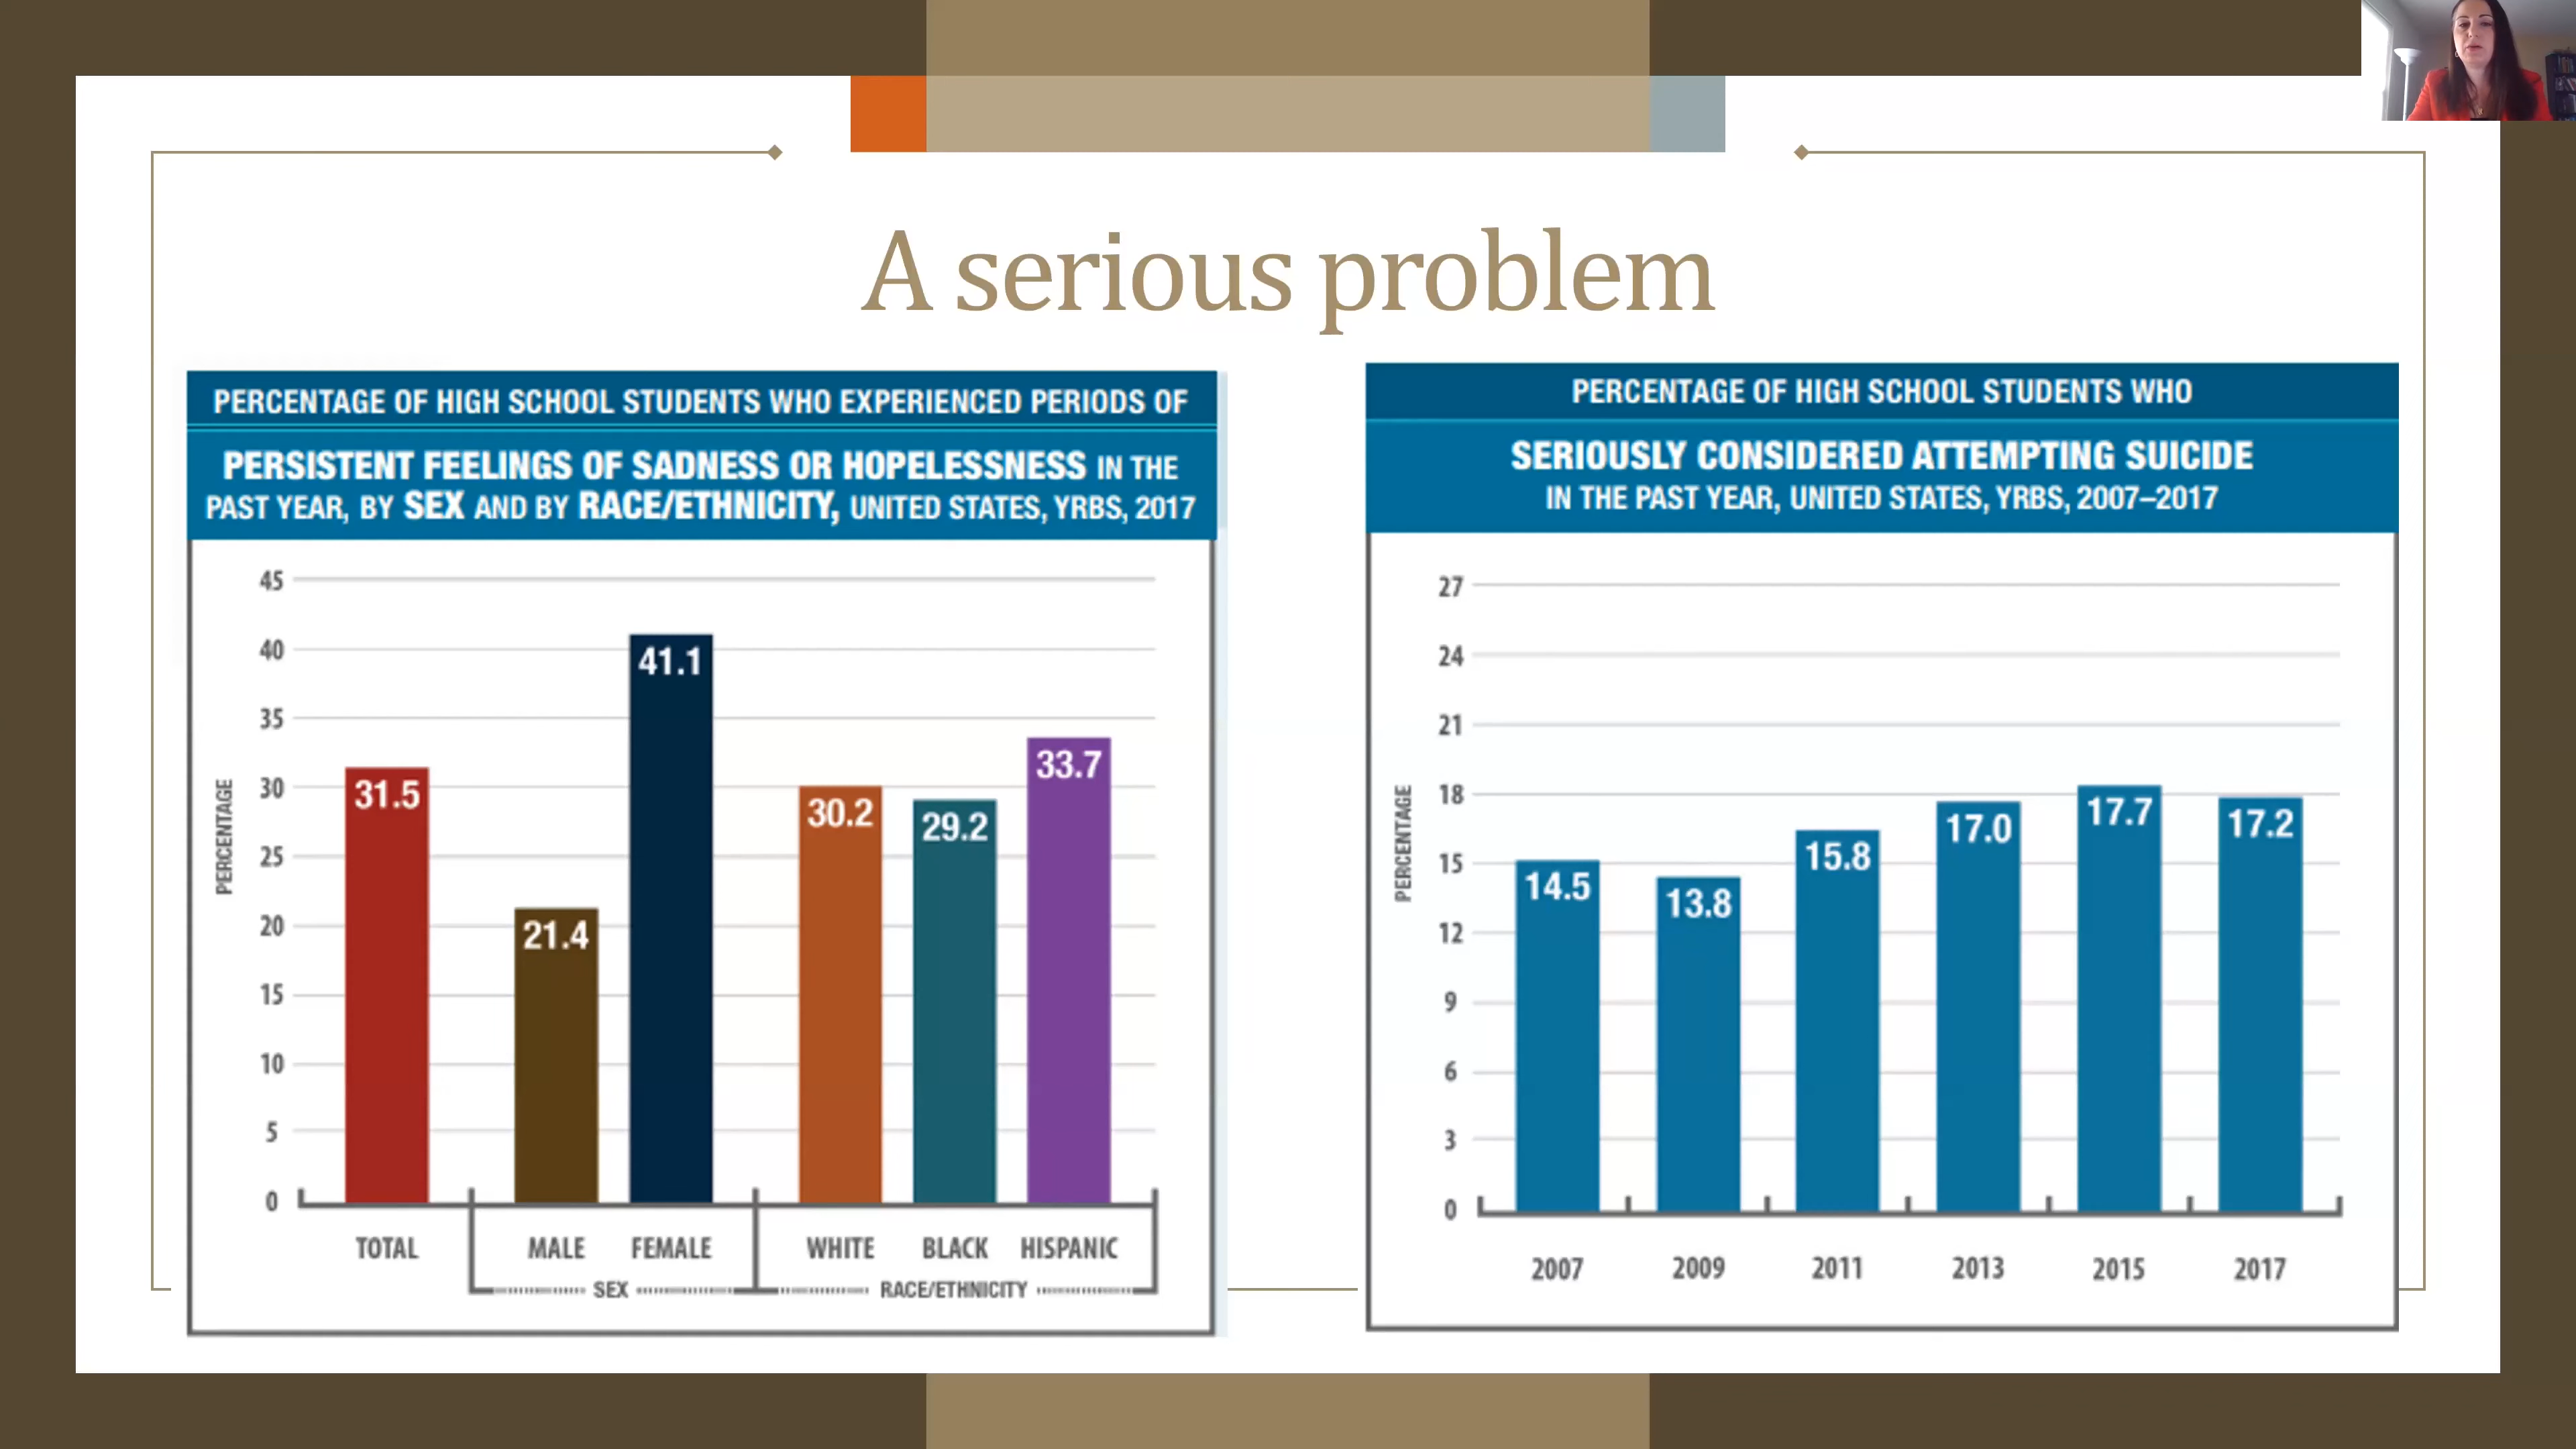 A serious problem
PERCENTAGE OF HIGH SCHOOL STUDENTS WHO EXPERIENCED PERIODS OF
PERSISTENT FEELINGS OF SADNESS OR HOPELESSNESS IN THE
PAST YEAR, BY SEX AND BY RACE/ETHNICITY, UNITED STATES, YRBS, 2017
45
40
35
30
25
20
15
10
5
0
PERCENTAGE
31.5
21.4
41.1
30.2
29.2
33.7
TOTAL MALE FEMALE WHITE BLACK HISPANIC
SEX RACE/ETHNICITY
PERCENTAGE OF HIGH SCHOOL STUDENTS WHO
SERIOUSLY CONSIDERED ATTEMPTING SUICIDE
IN THE PAST YEAR, UNITED STATES, YRBS, 2007–2017
27
24
21
18
15
12
9
6
3
0
PERCENTAGE
14.5
13.8
15.8
17.0
17.7
17.2
2007 2009 2011 2013 2015 2017